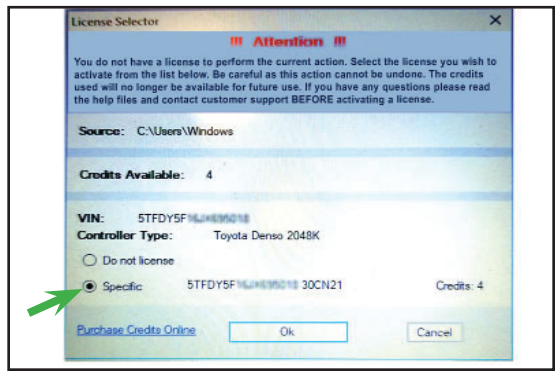 License Selector
!!! Attention !!!
You do not have a license to perform the current action. Select the license you wish to
activate from the list below. Be careful as this action cannot be undone. The credits
used will no longer be available for future use. If you have any questions please read
the help files and contact customer support BEFORE activating a license.
Source: C:\Users\Windows
Credits Available: 4
VIN: 5TFDY5F
Controller Type: Toyota Denso 2048K
Do not license
Specific 5TFDY5F 30CN21 Credits: 4
Purchase Credits Online Ok Cancel